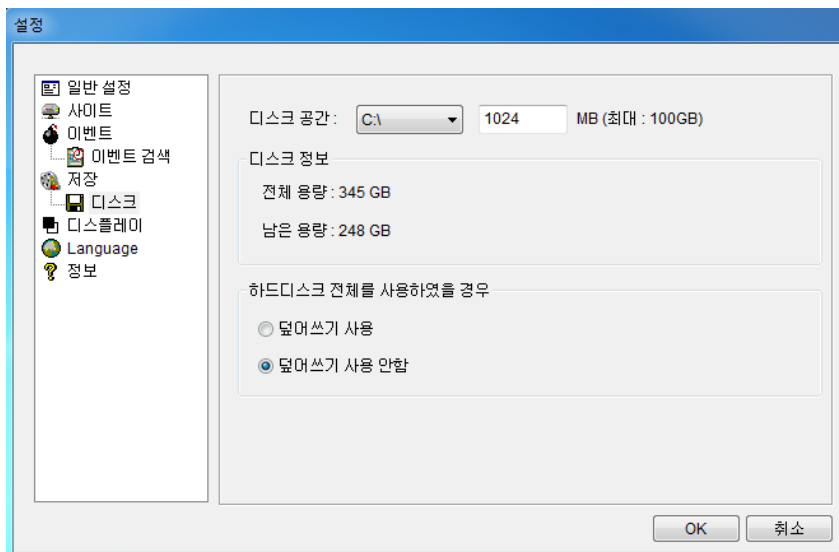 설정
일반 설정
사이트
이벤트
이벤트 검색
저장
디스크
디스플레이
Language
정보
디스크 공간 : C:\ 1024 MB (최대 : 100GB)
디스크 정보
전체 용량 : 345 GB
남은 용량 : 248 GB
하드디스크 전체를 사용하였을 경우
덮어쓰기 사용
덮어쓰기 사용 안함
OK 취소